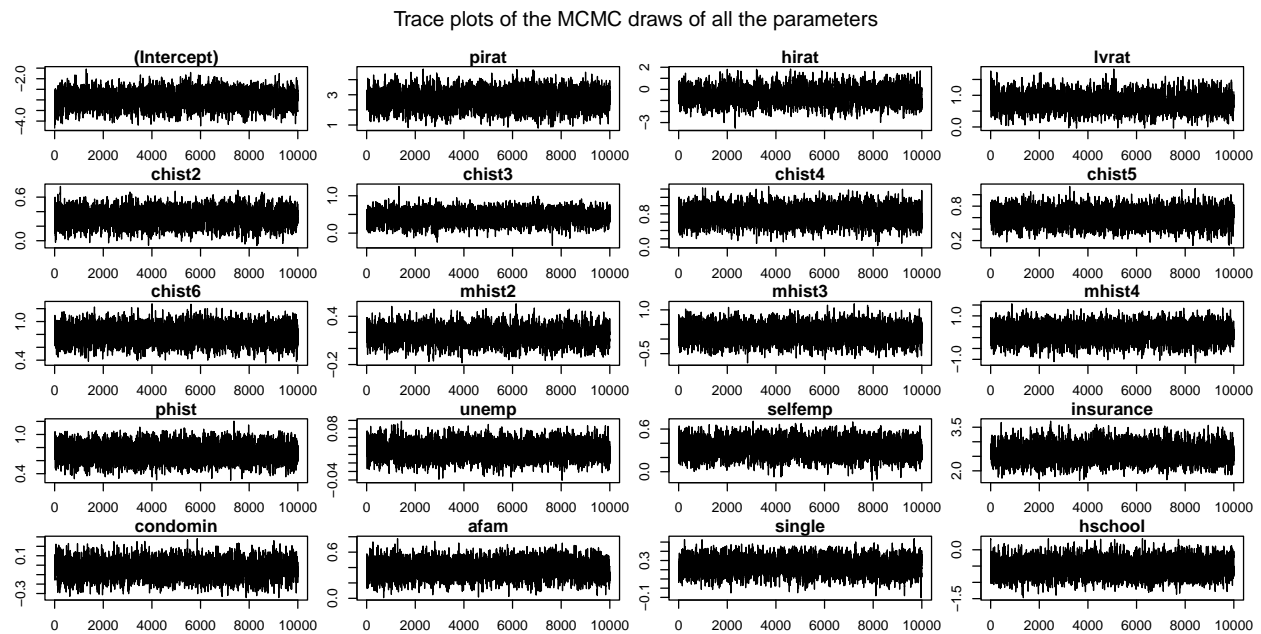 Trace plots of the MCMC draws of all the parameters
(Intercept) pirat hirat lvrat
−2.0 −4.0 3 1 2 0 −3 1.0 0.0
0 2000 4000 6000 8000 10000 0 2000 4000 6000 8000 10000 0 2000 4000 6000 8000 10000 0 2000 4000 6000 8000 10000
chist2 chist3 chist4 chist5
0.6 0.0 1.0 0.0 0.8 0.0 0.8 0.2
0 2000 4000 6000 8000 10000 0 2000 4000 6000 8000 10000 0 2000 4000 6000 8000 10000 0 2000 4000 6000 8000 10000
chist6 mhist2 mhist3 mhist4
1.0 0.4 0.4 −0.2 1.0 −0.5 1.0 −1.0
0 2000 4000 6000 8000 10000 0 2000 4000 6000 8000 10000 0 2000 4000 6000 8000 10000 0 2000 4000 6000 8000 10000
phist unemp selfemp insurance
1.0 0.4 0.08 −0.04 0.6 0.0 3.5 2.0
0 2000 4000 6000 8000 10000 0 2000 4000 6000 8000 10000 0 2000 4000 6000 8000 10000 0 2000 4000 6000 8000 10000
condomin afam single hschool
0.1 −0.3 0.6 0.0 0.3 −0.1 0.0 −1.5
0 2000 4000 6000 8000 10000 0 2000 4000 6000 8000 10000 0 2000 4000 6000 8000 10000 0 2000 4000 6000 8000 10000